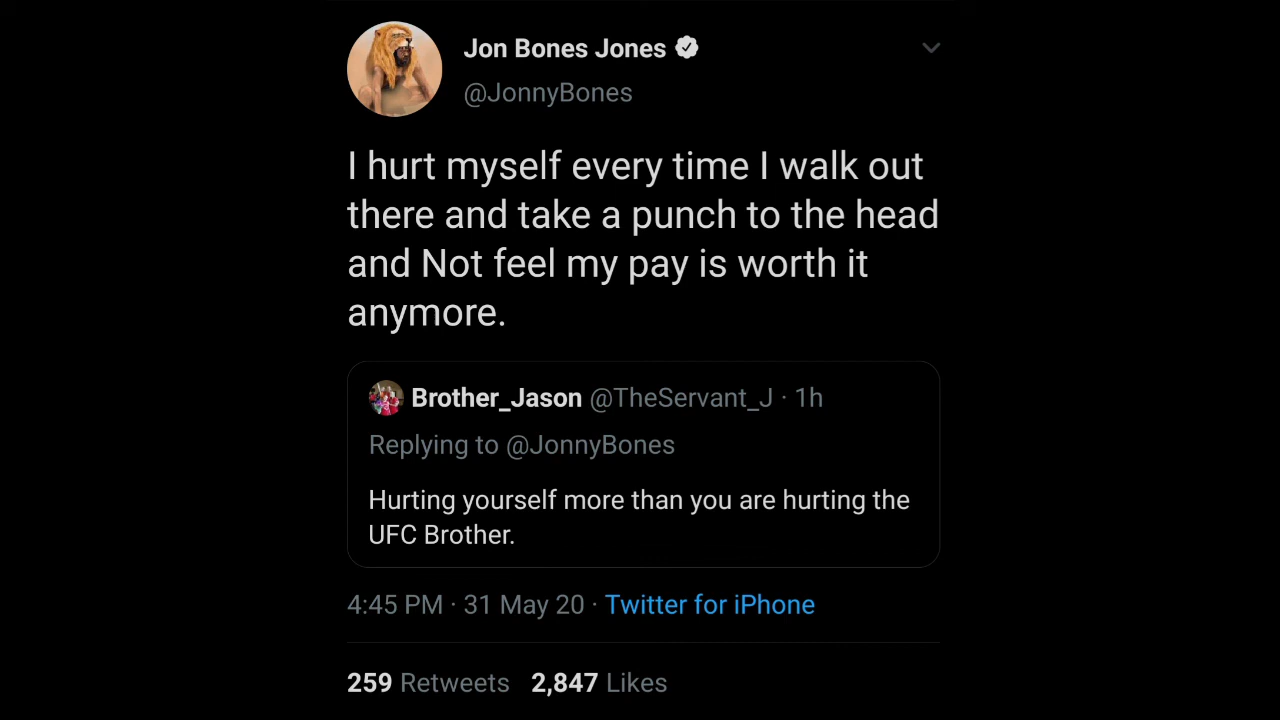 Jon Bones Jones
@JonnyBones
I hurt myself every time I walk out
there and take a punch to the head
and Not feel my pay is worth it
anymore.
Brother_Jason @TheServant_J · 1h
Replying to @JonnyBones
Hurting yourself more than you are hurting the
UFC Brother.
4:45 PM · 31 May 20 · Twitter for iPhone
259 Retweets 2,847 Likes